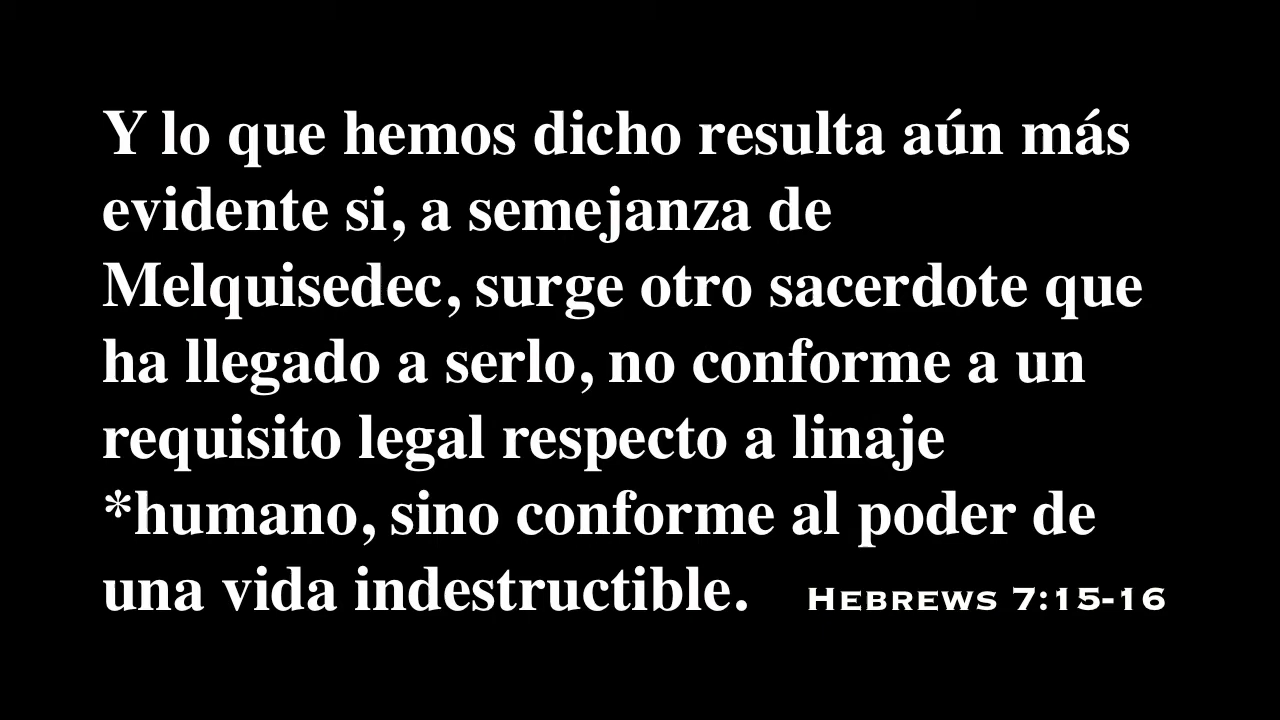 Y lo que hemos dicho resulta aún más
evidente si, a semejanza de
Melquisedec, surge otro sacerdote que
ha llegado a serlo, no conforme a un
requisito legal respecto a linaje
*humano, sino conforme al poder de
una vida indestructible. Hebrews 7:15-16